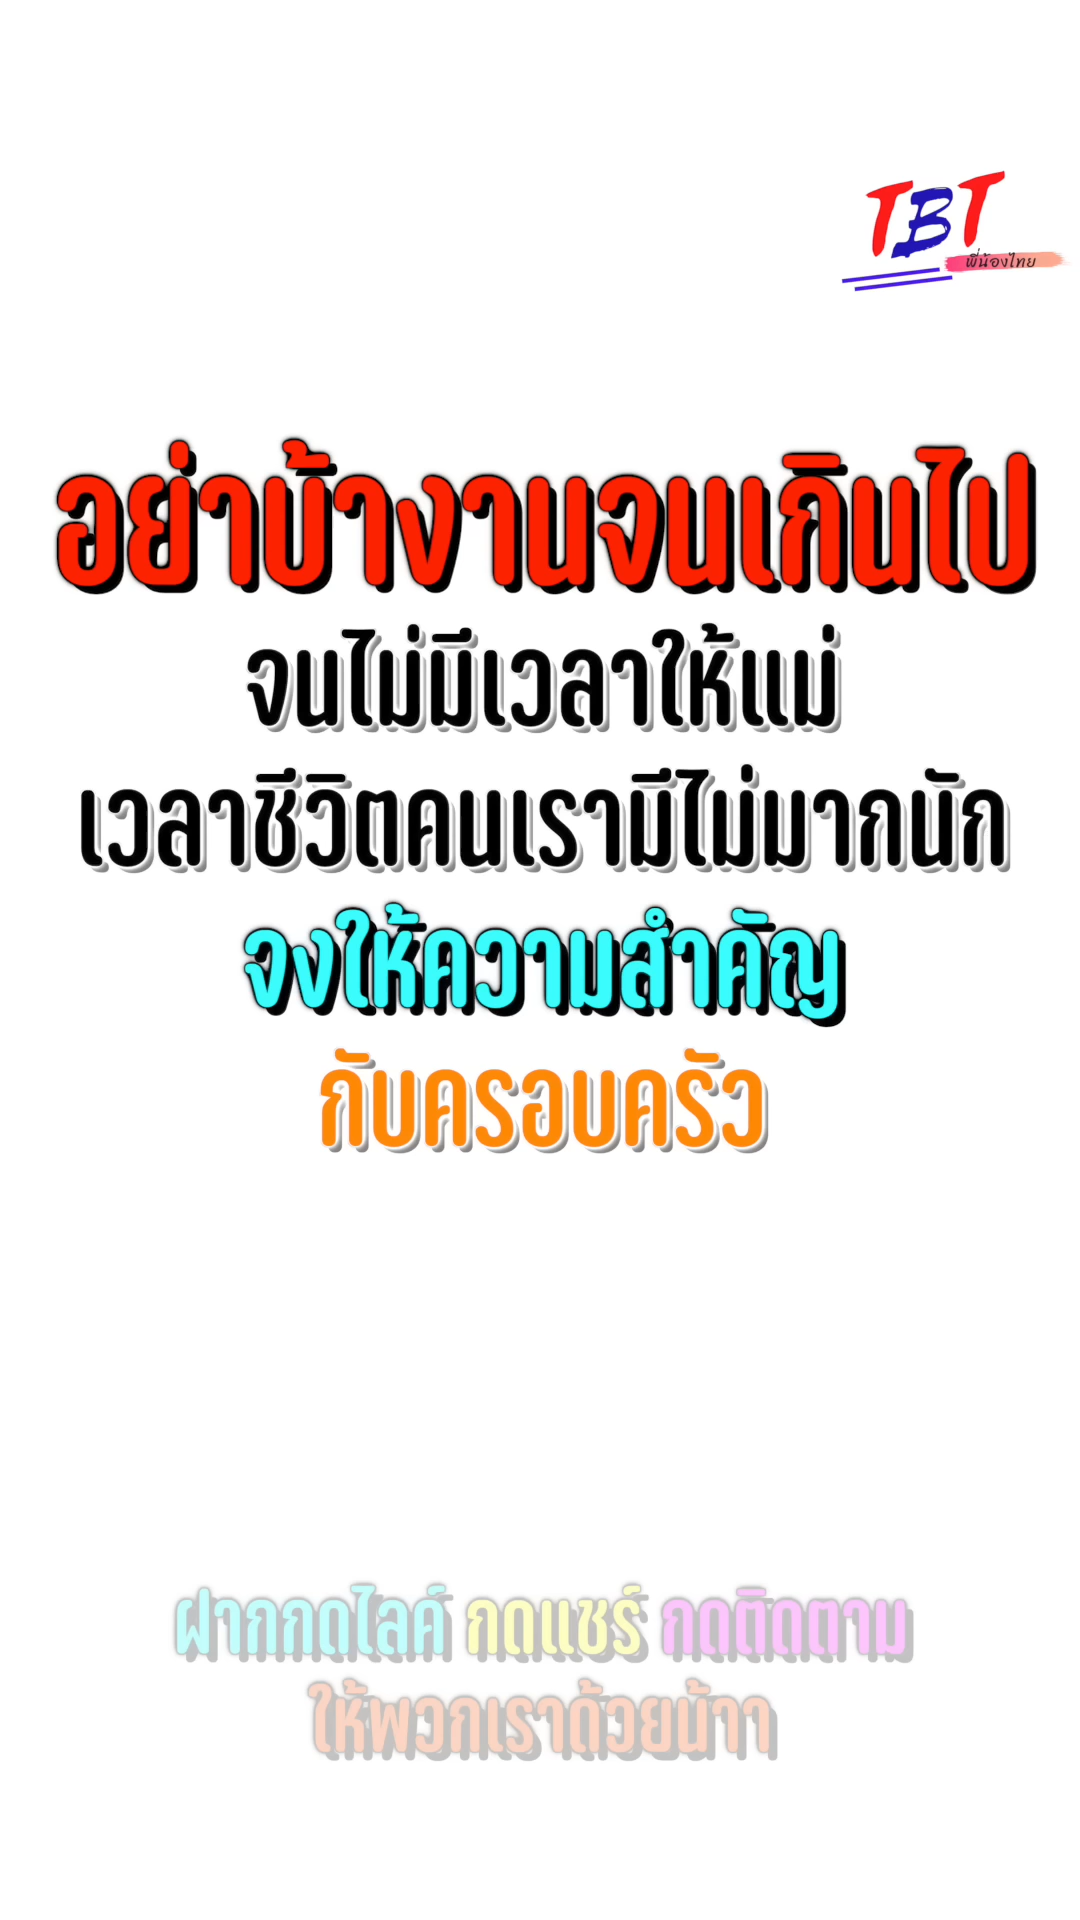 TBT
พี่น้องไทย
อย่าบ้างานจนเกินไป
จนไม่มีเวลาให้แม่
เวลาชีวิตคนเรามีไม่มากนัก
จงให้ความสำคัญ
กับครอบครัว
ฝากกดไลค์ กดแชร์ กดติดตาม
ให้พวกเราด้วยน้าา